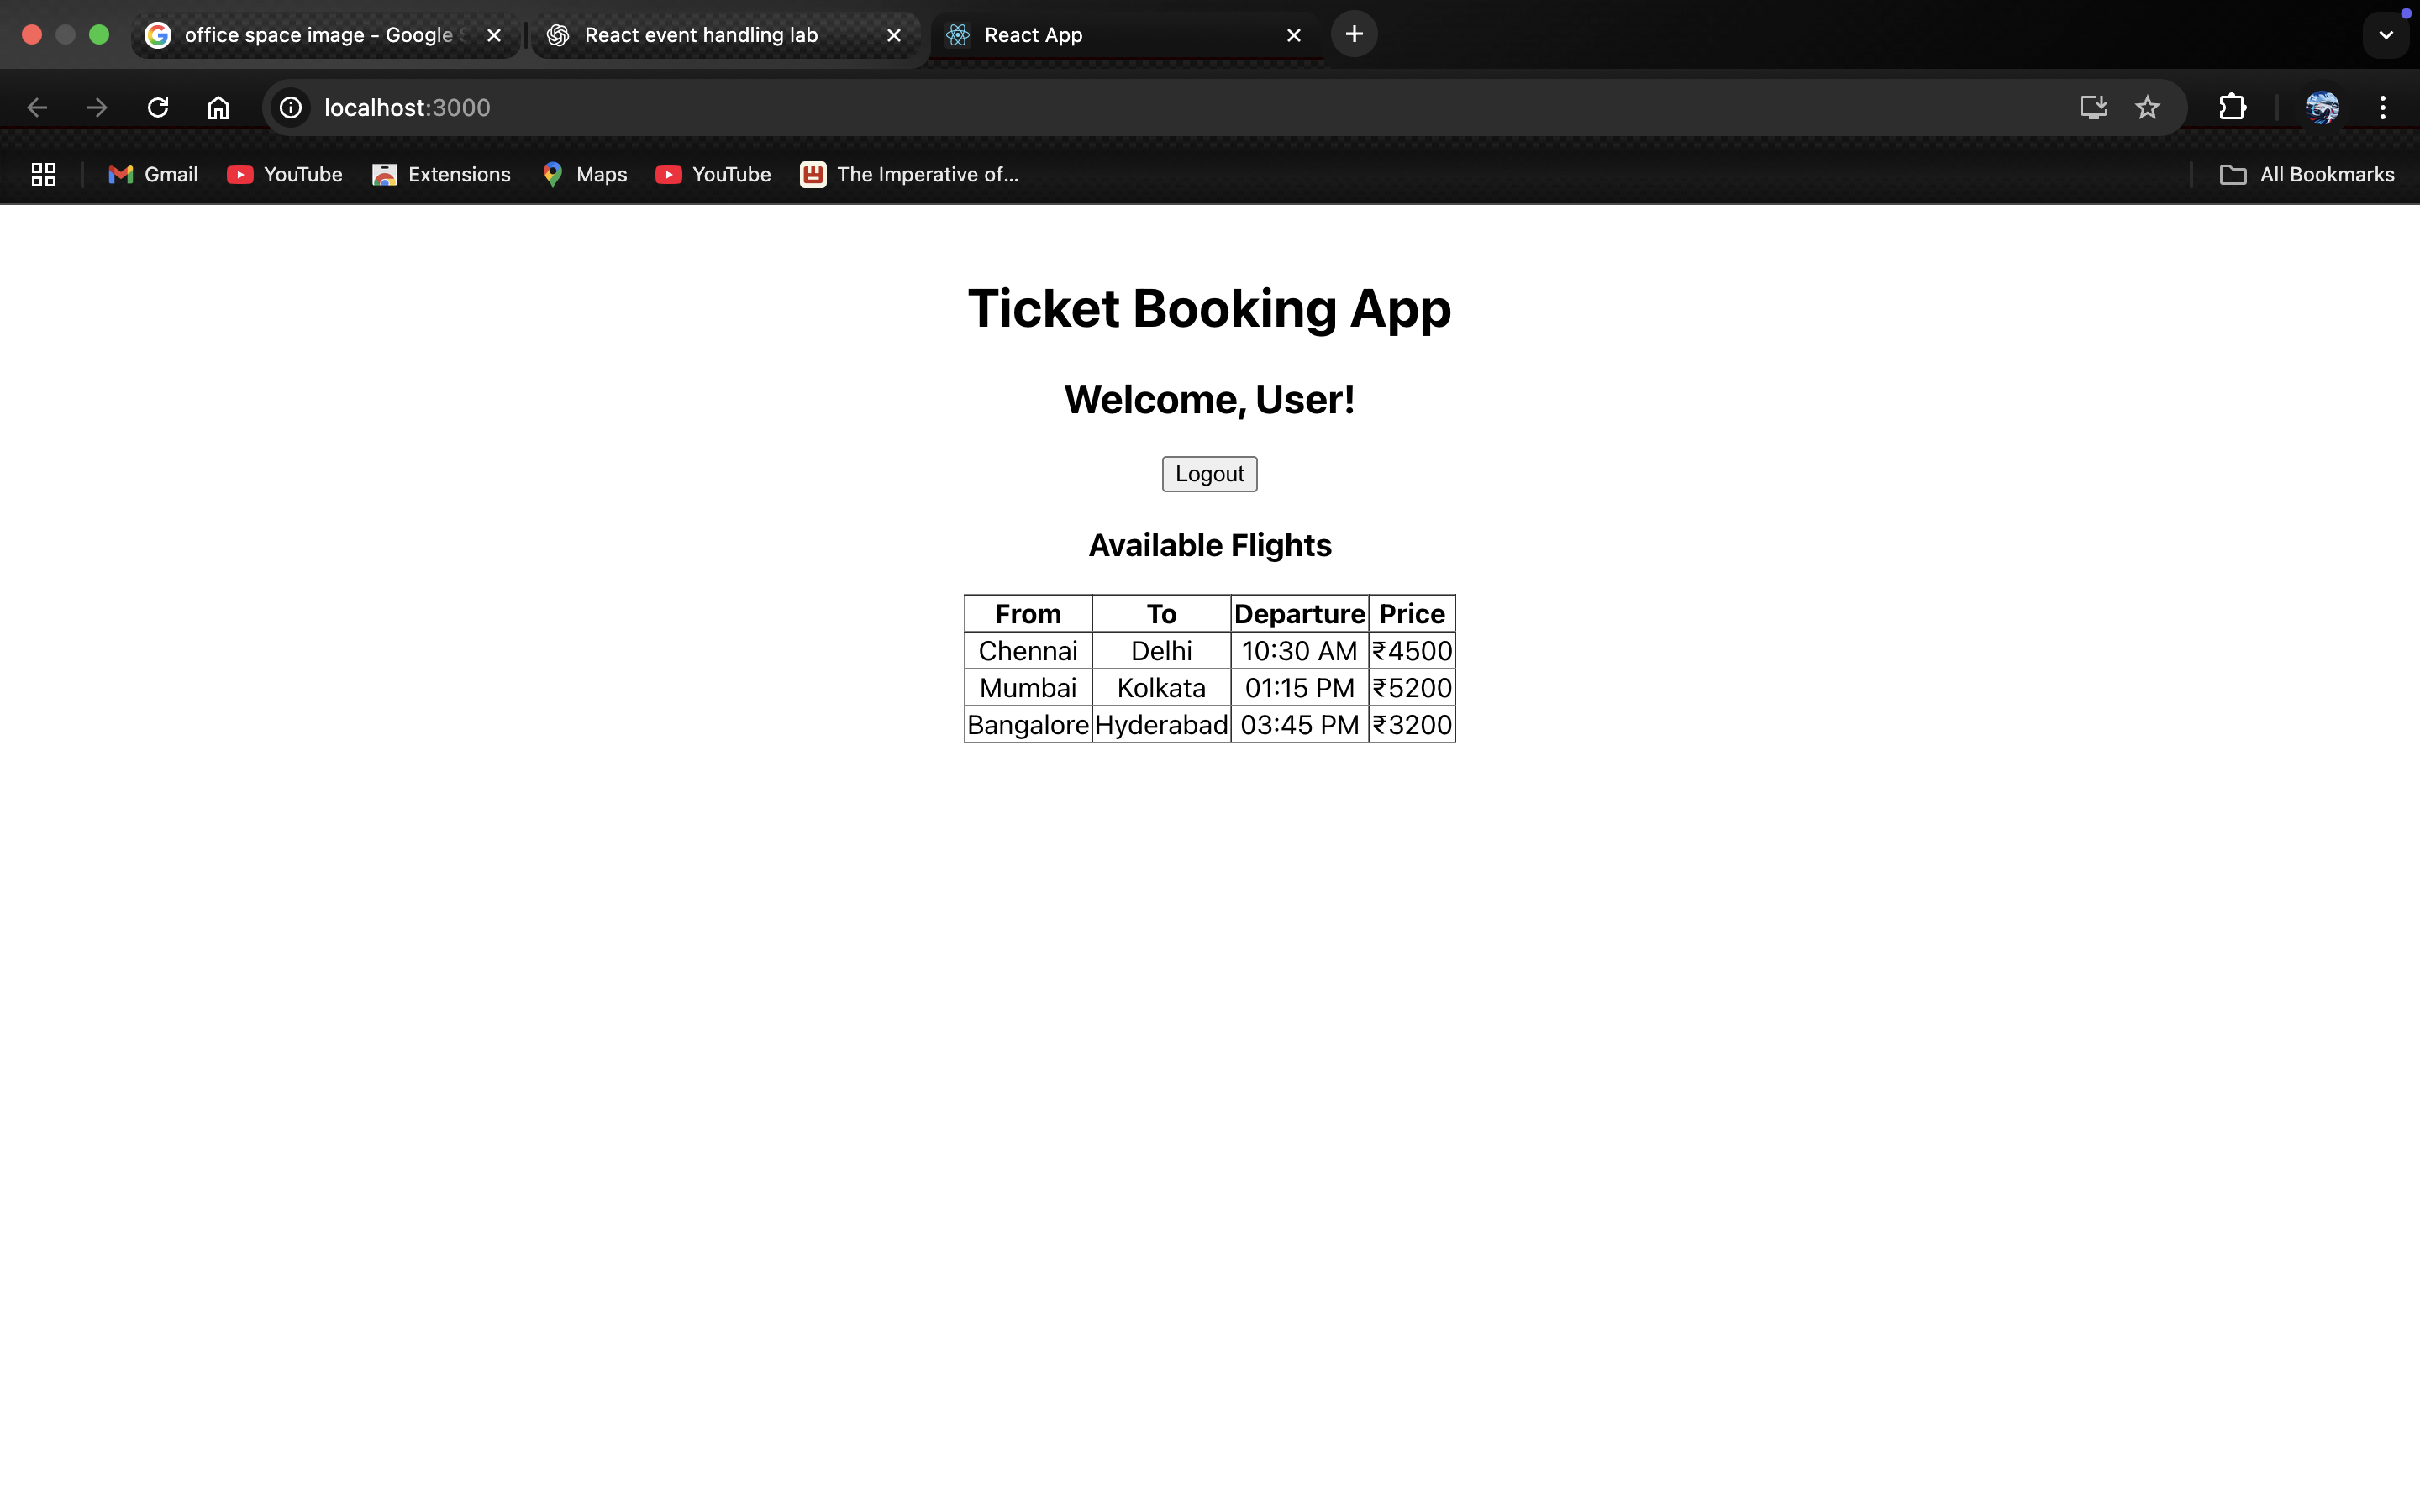 office space image - Google
React event handling lab
React App
localhost:3000
Gmail
YouTube
Extensions
Maps
YouTube
The Imperative of...
All Bookmarks
Ticket Booking App
Welcome, User!
Logout
Available Flights
From To Departure Price
Chennai Delhi 10:30 AM ₹4500
Mumbai Kolkata 01:15 PM ₹5200
Bangalore Hyderabad 03:45 PM ₹3200